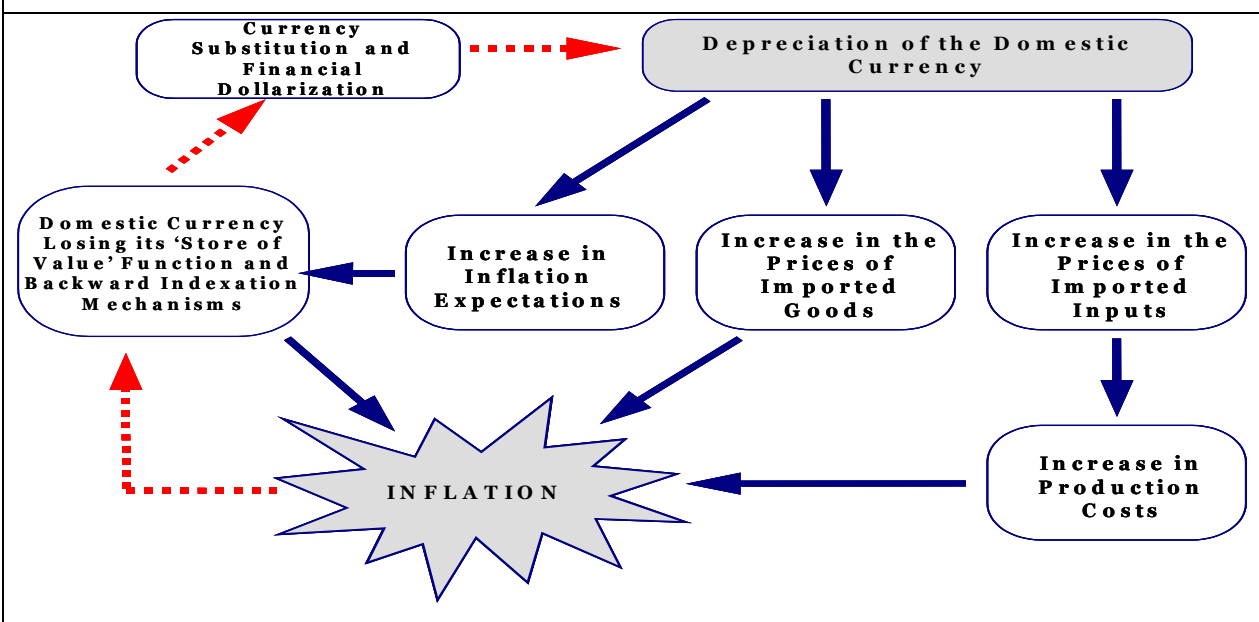 Currency
Substitution and
Financial
Dollarization
Depreciation of the Domestic
Currency
Domestic Currency
Losing its ‘Store of
Value’ Function and
Backward Indexation
Mechanisms
Increase in
Inflation
Expectations
Increase in the
Prices of
Imported
Goods
Increase in the
Prices of
Imported
Inputs
INFLATION
Increase in
Production
Costs